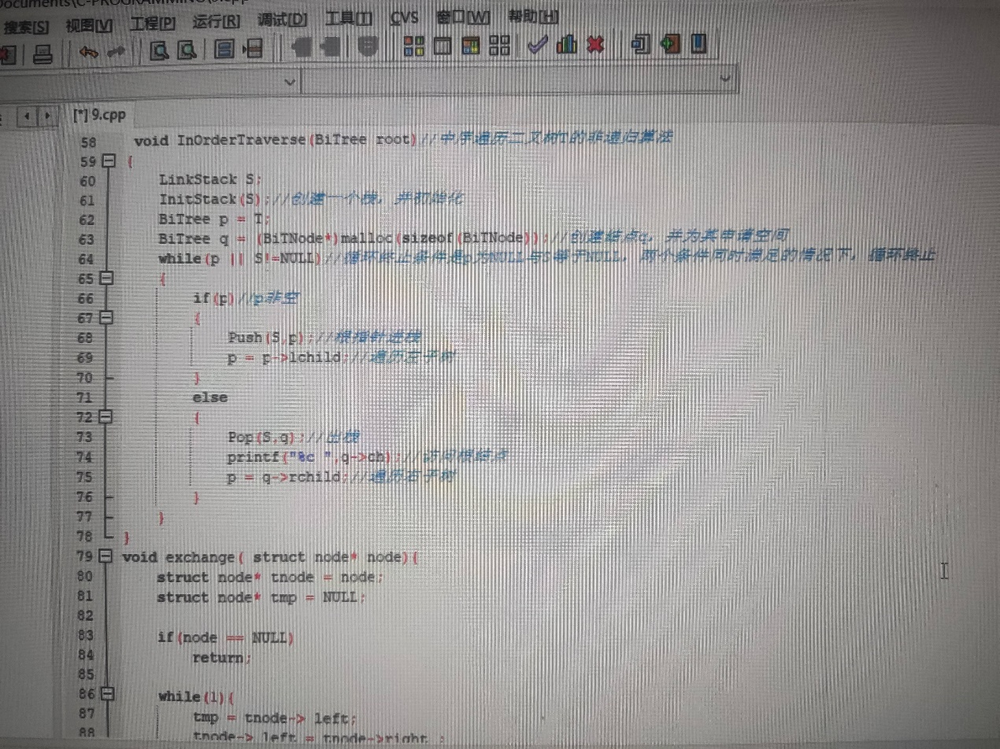 Documents\C-PROGRAMMING\9.cpp
搜索[S] 视图[V] 工程[P] 运行[R] 调试[D] 工具[T] CVS 窗口[W] 帮助[H]
[*] 9.cpp
58 void InOrderTraverse(BiTree root)//中序遍历二叉树T的非递归算法
59 {
60 LinkStack S;
61 InitStack(S);//创建一个栈，并初始化
62 BiTree p = T;
63 BiTree q = (BiTNode*)malloc(sizeof(BiTNode));//创建结点q，并为其申请空间
64 while(p || S!=NULL)//循环终止条件是p为NULL与S等于NULL，两个条件同时满足的情况下，循环终止
65 {
66 if(p)//p非空
67 {
68 Push(S,p);//根指针进栈
69 p = p->lchild;//遍历左子树
70 }
71 else
72 {
73 Pop(S,q);//出栈
74 printf("%c ",q->ch);//访问根结点
75 p = q->rchild;//遍历右子树
76 }
77 }
78 }
79 void exchange( struct node* node){
80 struct node* tnode = node;
81 struct node* tmp = NULL;
82
83 if(node == NULL)
84 return;
85
86 while(1){
87 tmp = tnode-> left;
88 tnode-> left = tnode->right ;